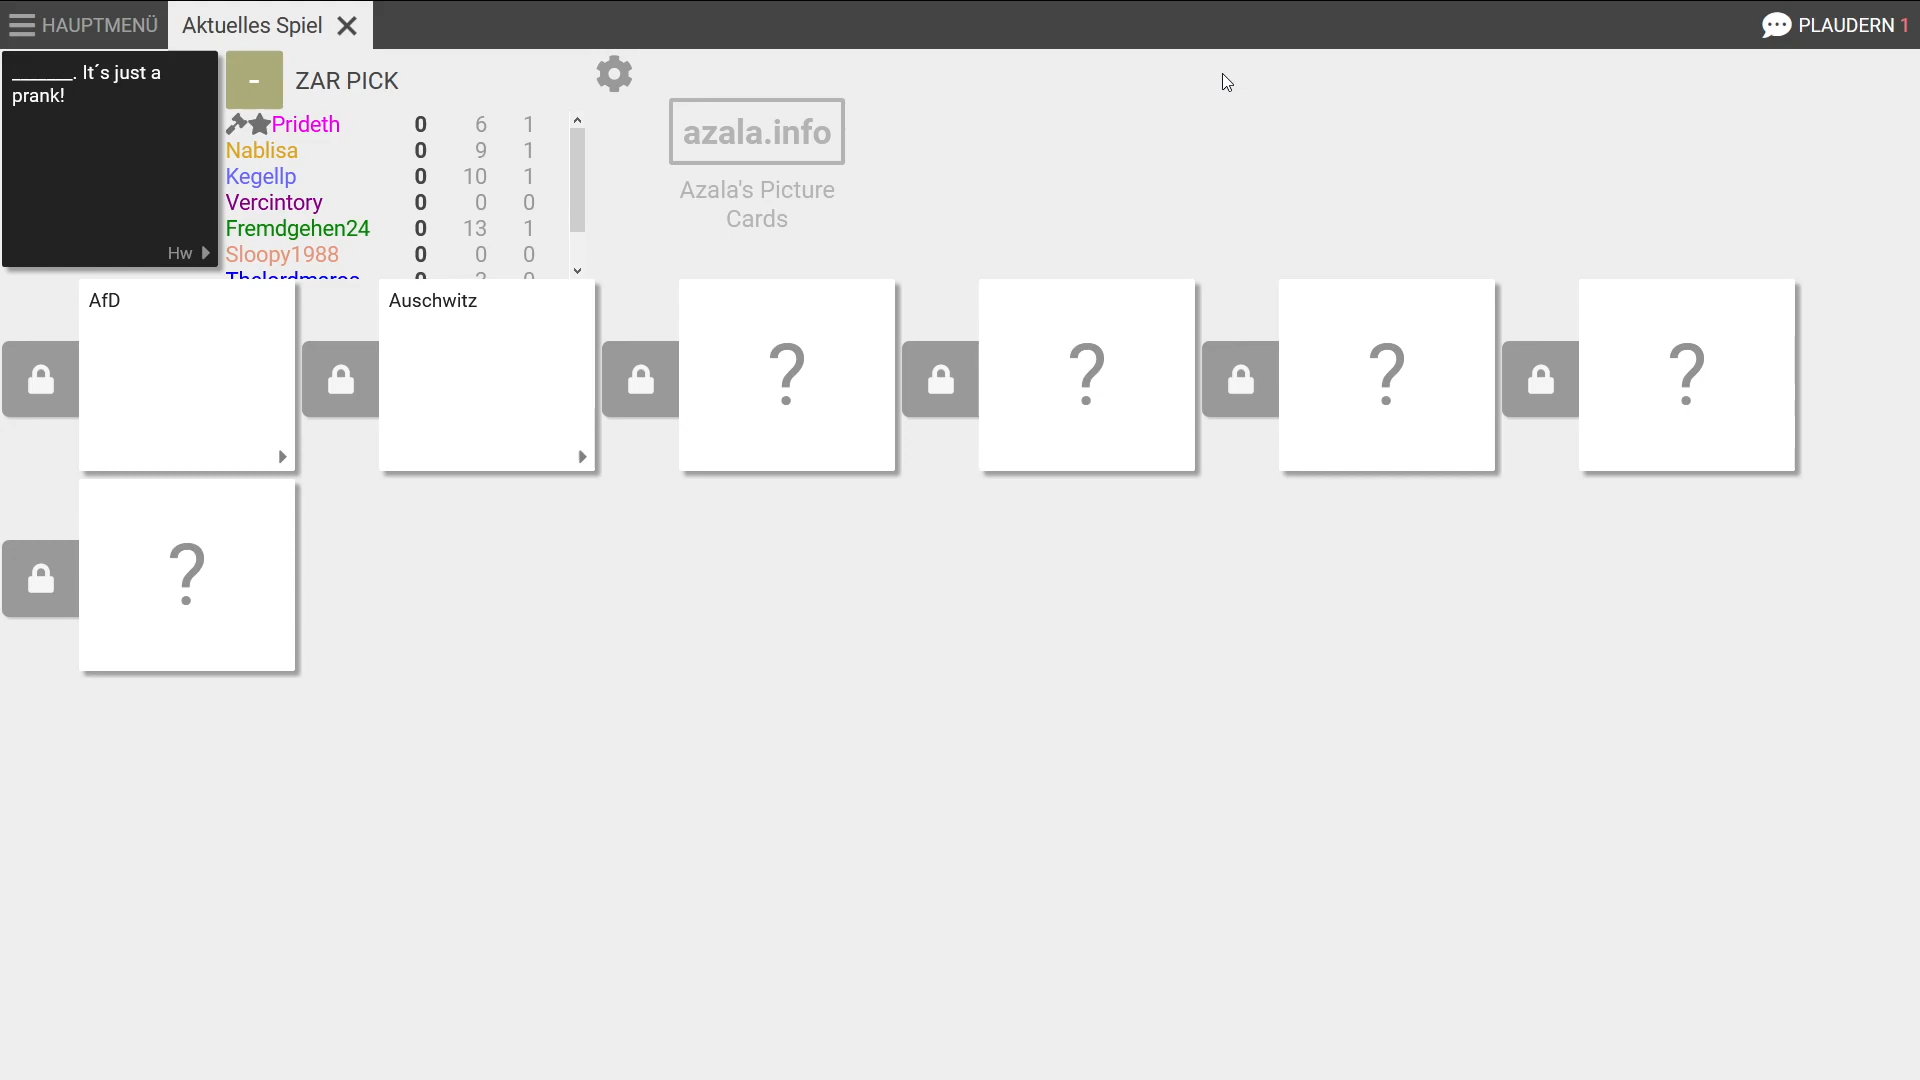 HAUPTMENÜ
Aktuelles Spiel
PLAUDERN 1
_______. It´s just a
prank!
Hw
-
ZAR PICK
Prideth 0 6 1
Nablisa 0 9 1
Kegellp 0 10 1
Vercintory 0 0 0
Fremdgehen24 0 13 1
Sloopy1988 0 0 0
azala.info
Azala's Picture
Cards
AfD
Auschwitz
?
?
?
?
?